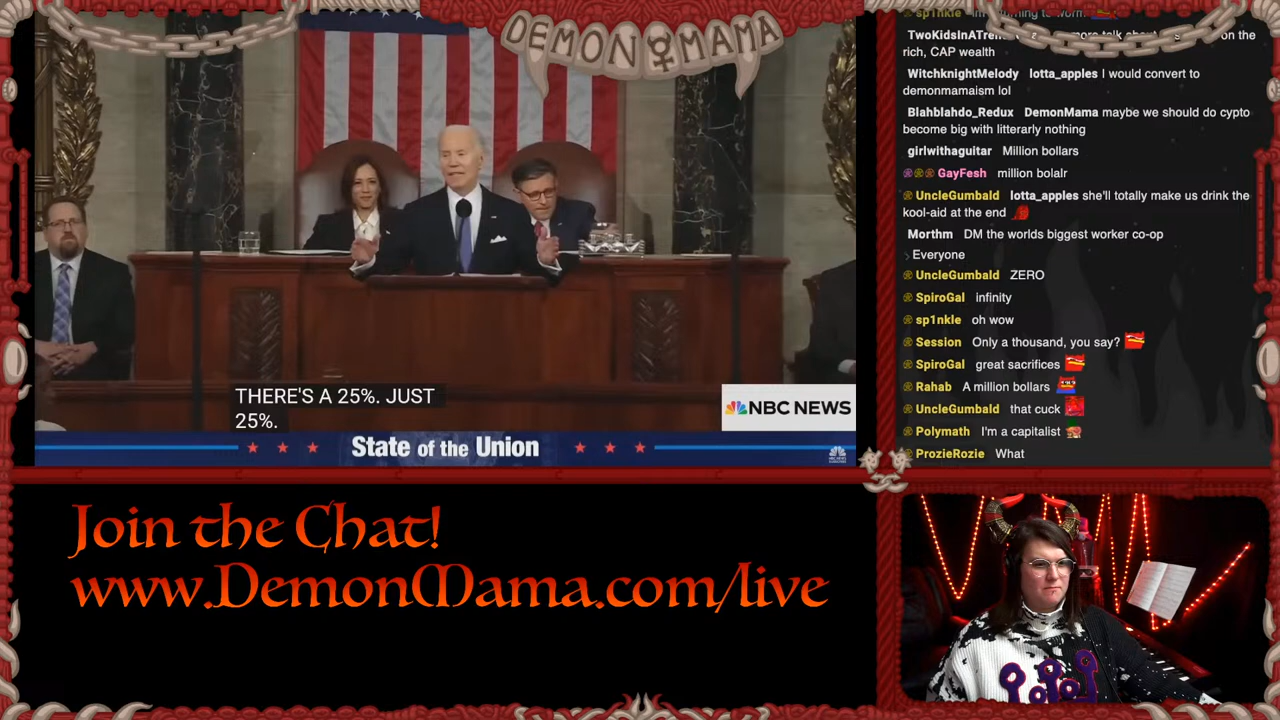 DEMON MAMA
THERE'S A 25%. JUST
25%.
NBC NEWS
State of the Union
Join the Chat!
www.DemonMama.com/live
sp1nkle
on the
rich, CAP wealth
WitchknightMelody lotta_apples I would convert to
demonmamaism lol
Blahblahdo_Redux DemonMama maybe we should do cypto
become big with litterarly nothing
girlwithaguitar Million bollars
GayFesh million bolalr
UncleGumbald lotta_apples she'll totally make us drink the
kool-aid at the end
Morthm DM the worlds biggest worker co-op
Everyone
UncleGumbald ZERO
SpiroGal infinity
sp1nkle oh wow
Session Only a thousand, you say?
SpiroGal great sacrifices
Rahab A million bollars
UncleGumbald that cuck
Polymath I'm a capitalist
ProzieRozie What